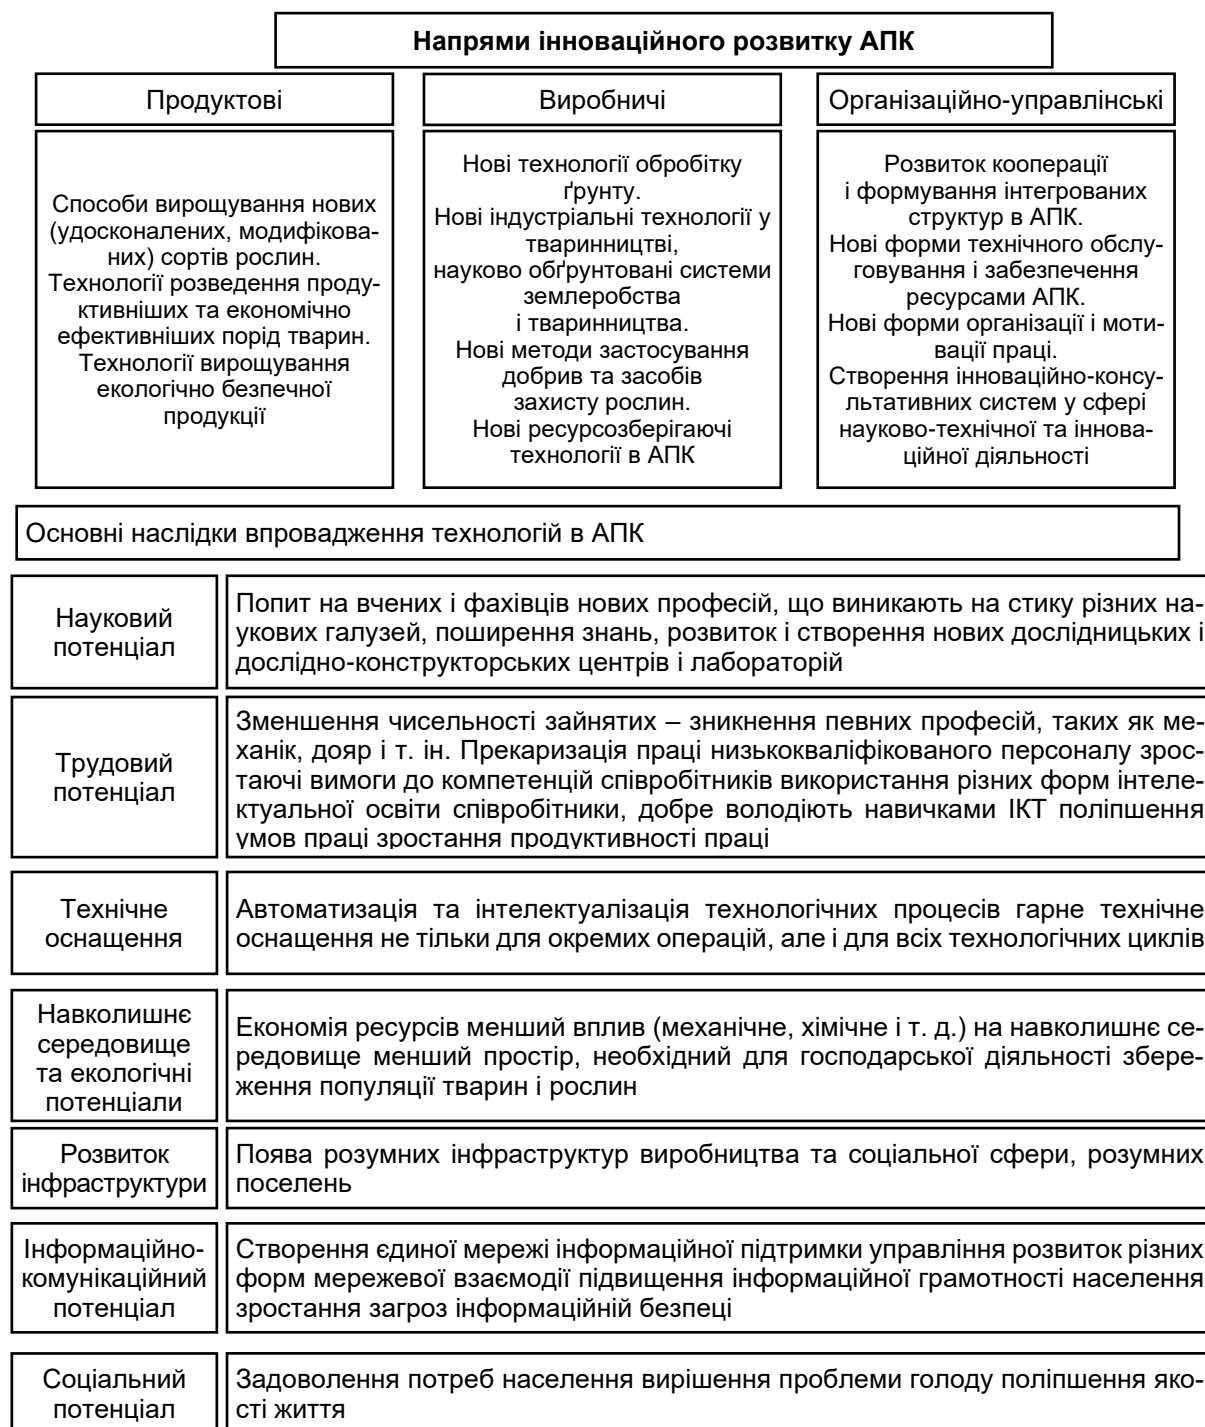 Напрями інноваційного розвитку АПК
Продуктові
Виробничі
Організаційно-управлінські
Способи вирощування нових
(удосконалених, модифікова-
них) сортів рослин.
Технології розведення проду-
ктивніших та економічно
ефективніших порід тварин.
Технології вирощування
екологічно безпечної
продукції
Нові технології обробітку
ґрунту.
Нові індустріальні технології у
тваринництві,
науково обґрунтовані системи
землеробства
і тваринництва.
Нові методи застосування
добрив та засобів
захисту рослин.
Нові ресурсозберігаючі
технології в АПК
Розвиток кооперації
і формування інтегрованих
структур в АПК.
Нові форми технічного обслу-
говування і забезпечення
ресурсами АПК.
Нові форми організації і моти-
вації праці.
Створення інноваційно-консу-
льтативних систем у сфері
науково-технічної та іннова-
ційної діяльності
Основні наслідки впровадження технологій в АПК
Науковий
потенціал
Попит на вчених і фахівців нових професій, що виникають на стику різних на-
укових галузей, поширення знань, розвиток і створення нових дослідницьких і
дослідно-конструкторських центрів і лабораторій
Трудовий
потенціал
Зменшення чисельності зайнятих – зникнення певних професій, таких як ме-
ханік, дояр і т. ін. Прекаризація праці низькокваліфікованого персоналу зрос-
таючі вимоги до компетенцій співробітників використання різних форм інтеле-
ктуальної освіти співробітники, добре володіють навичками ІКТ поліпшення
умов праці зростання продуктивності праці
Технічне
оснащення
Автоматизація та інтелектуалізація технологічних процесів гарне технічне
оснащення не тільки для окремих операцій, але і для всіх технологічних циклів
Навколишнє
середовище
та екологічні
потенціали
Економія ресурсів менший вплив (механічне, хімічне і т. д.) на навколишнє се-
редовище менший простір, необхідний для господарської діяльності збере-
ження популяції тварин і рослин
Розвиток
інфраструктури
Поява розумних інфраструктур виробництва та соціальної сфери, розумних
поселень
Інформаційно-
комунікаційний
потенціал
Створення єдиної мережі інформаційної підтримки управління розвиток різних
форм мережевої взаємодії підвищення інформаційної грамотності населення
зростання загроз інформаційній безпеці
Соціальний
потенціал
Задоволення потреб населення вирішення проблеми голоду поліпшення яко-
сті життя